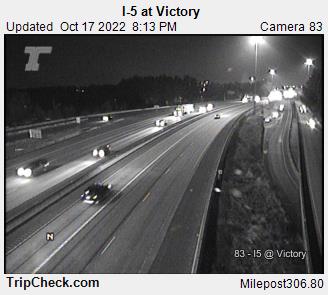 I-5 at Victory
Updated Oct 17 2022 8:13 PM Camera 83
T
N
83 - I5 @ Victory
TripCheck.com Milepost306.80